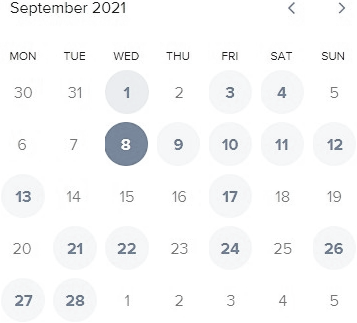 September 2021
MON TUE WED THU FRI SAT SUN
30 31 1 2 3 4 5
6 7 8 9 10 11 12
13 14 15 16 17 18 19
20 21 22 23 24 25 26
27 28 1 2 3 4 5